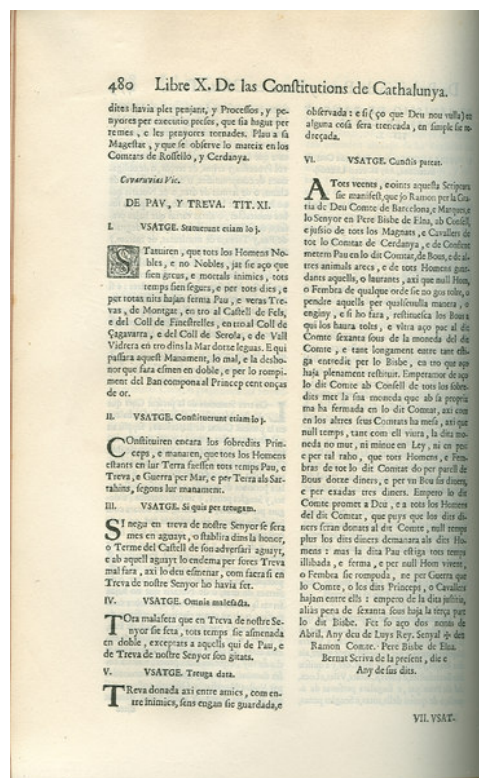 480 Libre X. De las Constitutions de Cathalunya.
dites havia ples penjant, y Processos, y pe-
nyores per executio preses, que sia hagut per
temes, e les penyores tornades. Plau a sa
Magestat, y que se observe lo mateix en los
Comtats de Rossello, y Cerdanya.
Covaruvias Vic.
DE PAV, Y TREVA. TIT. XI.
I. VSATGE. Statuerunt etiam lo j.
STatuiren, que tots los Homens No-
bles, e no Nobles, jat sie aço que
sien greus, e mortals inimics, tots
temps sien segurs, e per tots dies, e
per totas nits hajan ferma Pau, e veras Tre-
vas, de Montgat, en tro al Castell de Fels,
e del Coll de Finestrelles, en tro al Coll de
Çagavarra, e del Coll de Serola, e de Vall
Vidrera en tro dins la Mar dotze leguas. E qui
passara aquest Manament, lo mal, e la desho-
nor que fara esmen en doble, e per lo rompi-
ment del Ban compona al Princep cent onças
de or.
II. VSATGE. Constituerunt etiam lo j.
COnstituiren encara los sobredits Prin-
ceps, e manaren, que tots los Homens
estants en lur Terra faessen tots temps Pau, e
Treva, e Guerra per Mar, e per Terra als Sar-
rahins, segons lur manament.
III. VSATGE. Si quis per treugam.
SI negu en treva de nostre Senyor se sera
mes en aguayt, o stablira dins la honor,
o Terme del Castell de son adversari aguayt,
e ab aquell aguayt lo endema per fores Treva
mal fara, axi lo deu esmenar, com faera si en
Treva de nostre Senyor ho havia fet.
IV. VSATGE. Omnia malefacta.
TOta malafeta que en Treva de nostre Se-
nyor sie feta, tots temps sie asmenada
en doble, exceptats a aquells qui de Pau, e
de Treva de nostre Senyor son gitats.
V. VSATGE. Treuga data.
TReva donada axi entre amics, com en-
tre inimics, sens engan sie guardada, e
observada: e si (ço que Deu nou vulla) en
alguna cosa sera trencada, en simple sie re-
dreçada.
VI. VSATGE. Cunctis pateat.
A Tots veents, e oints aquesta Scriptura
sie manifest, que jo Ramon per la Gra-
tia de Deu Comte de Barcelona, e Marques, e
lo Senyor en Pere Bisbe de Elna, ab Consell,
e jussio de tots los Magnats, e Cavallers de
tot lo Comtat de Cerdanya, e de Conflent
metem Pau en lo dit Comtat, de Bous, e de al-
tres animals arecs, e de tots Homens guar-
dants aquells, o laurants, axi que null Hom,
o Fembra de qualque orde sie no gos tolre, o
pendre aquells per qualsevulla manera, o
enginy, e si ho fara, restituesca los Bous a
qui los haura tolts, e vltra aço pac al dit
Comte sexanta sous de la moneda del dit
Comte, e tant longament entre tant esti-
ga entredit per lo Bisbe, en tro que aço
haja plenament restituit. Empero mor de aço
lo dit Comte ab Consell de tots los sobre-
dits met la sua moneda que ab sa propria
ma ha fermada en lo dit Comtat, axi com
en los altres seus Comtats ha mesa, axi que
null temps, tant com ell viura, la dita mo-
neda no mut, ni minue en Ley, ni en pes:
e per tal rabo, que tots Homens, e Fem-
bras de tot lo dit Comtat do per parell de
Bous dotze diners, e per vn Bou sis diners,
e per exadas tres diners. Empero lo dit
Comte promet a Deu, e a tots los Homens
del dit Comtat, que puys que los dits di-
ners seran donats al dit Comte, null temps
plus los dits diners demanara als dits Ho-
mens: mas la dita Pau estiga tots temps
illibada, e ferma, e per null Hom vivent,
o Fembra sie rompuda, ne per Guerra que
lo Comte, o los dits Princeps, o Cavallers
hajam entre ells: empero de la dita justitia,
alias pena de sexanta sous haja la terça part
lo dit Bisbe. Fet fo aço dos nonas de
Abril. Any deu de Luys Rey. Senyal ✠ den
Ramon Comte. Pere Bisbe de Elna.
Bernat Scriva de la present, die e
Any desus dits.
VII. VSAT-